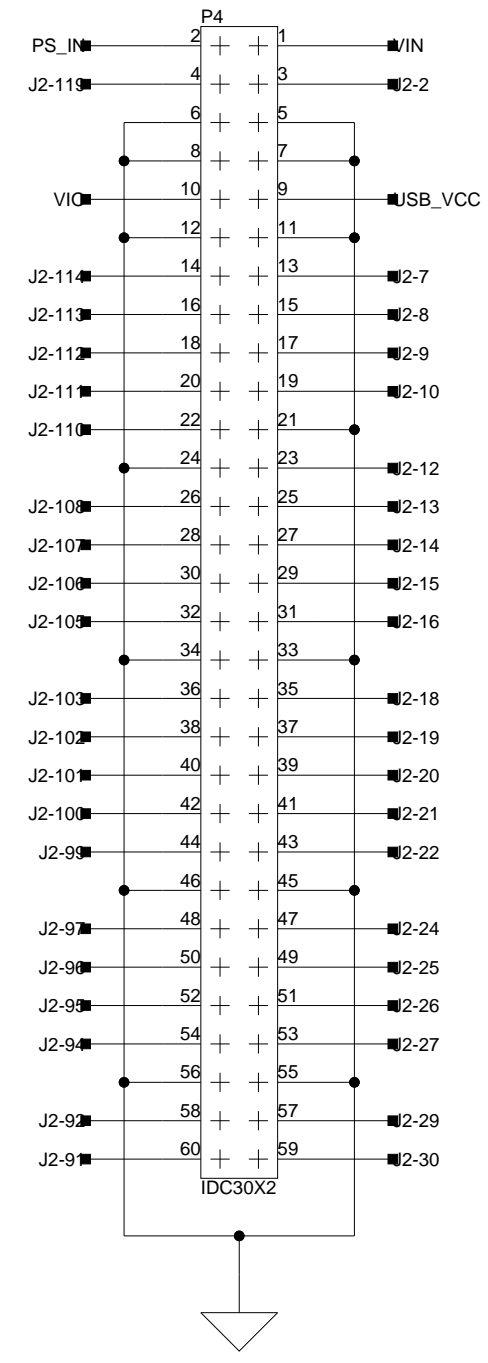 P4
PS_IN 2 1 VIN
J2-119 4 3 J2-2
6 5
8 7
VIO 10 9 USB_VCC
12 11
J2-114 14 13 J2-7
J2-113 16 15 J2-8
J2-112 18 17 J2-9
J2-111 20 19 J2-10
J2-110 22 21
24 23 J2-12
J2-108 26 25 J2-13
J2-107 28 27 J2-14
J2-106 30 29 J2-15
J2-105 32 31 J2-16
34 33
J2-103 36 35 J2-18
J2-102 38 37 J2-19
J2-101 40 39 J2-20
J2-100 42 41 J2-21
J2-99 44 43 J2-22
46 45
J2-97 48 47 J2-24
J2-96 50 49 J2-25
J2-95 52 51 J2-26
J2-94 54 53 J2-27
56 55
J2-92 58 57 J2-29
J2-91 60 59 J2-30
IDC30X2